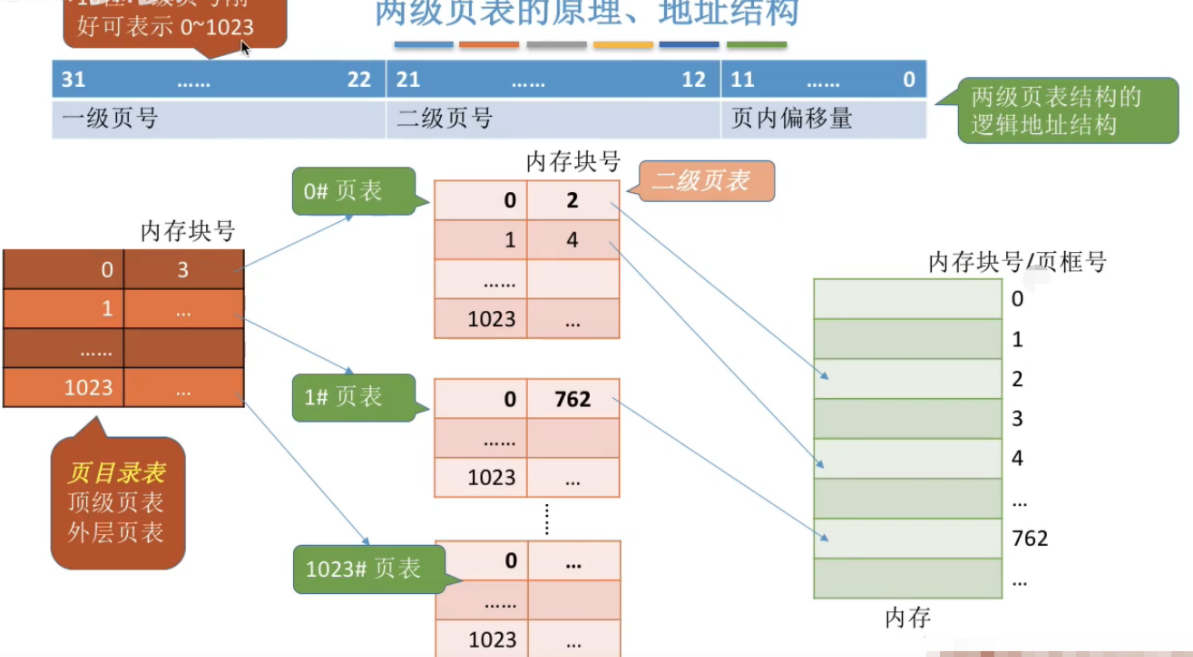 好可表示 0~1023
两级页表的原理、地址结构
31 …… 22 21 …… 12 11 …… 0
一级页号 二级页号 页内偏移量
两级页表结构的
逻辑地址结构
内存块号
0 3
1 …
……
1023 …
页目录表
顶级页表
外层页表
0# 页表
内存块号
二级页表
0 2
1 4
……
1023 …
1# 页表
0 762
……
1023 …
1023# 页表
0 …
……
1023 …
内存块号/页框号
0
1
2
3
4
…
762
…
内存